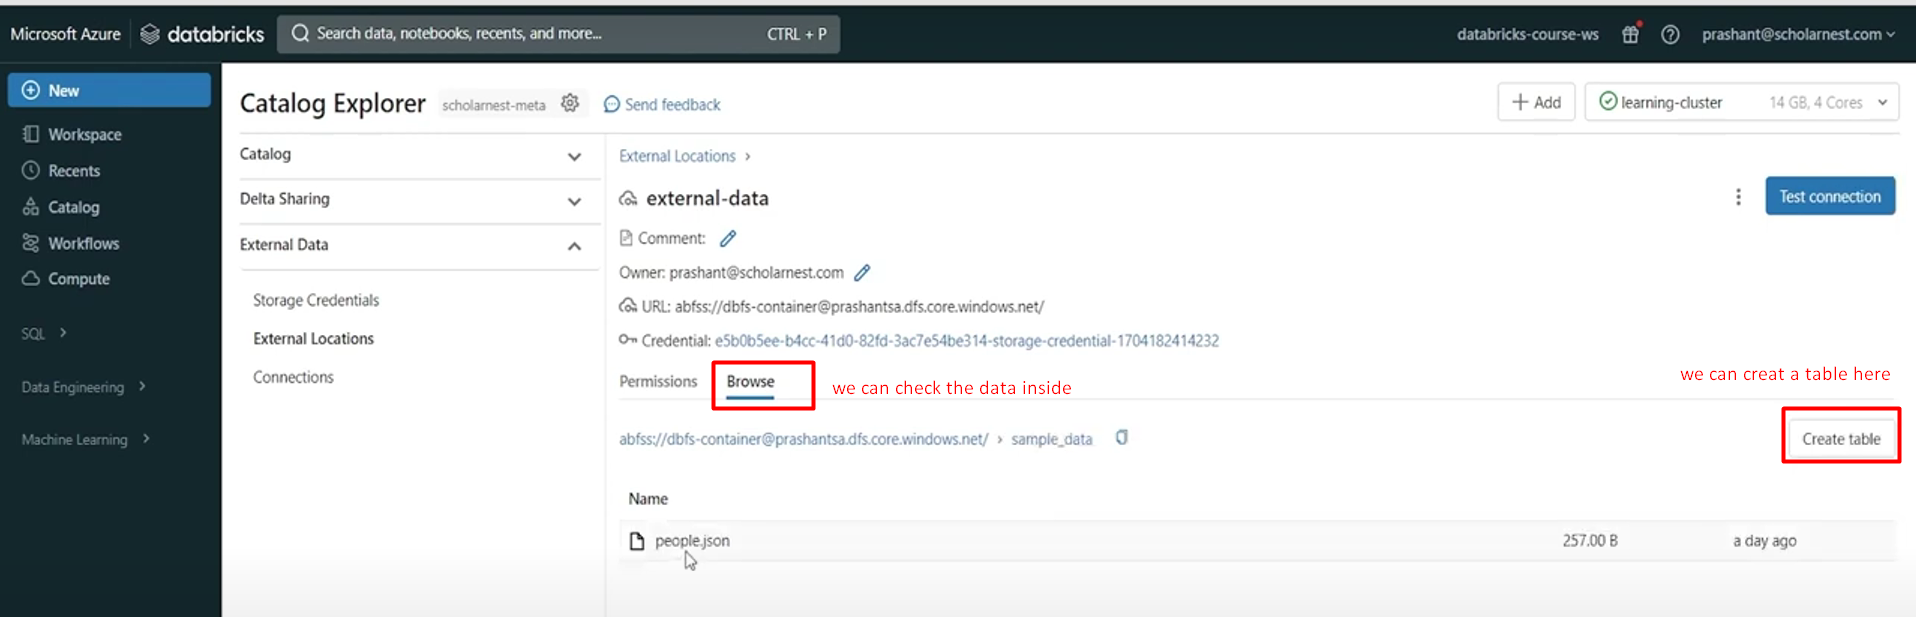 Microsoft Azure databricks Search data, notebooks, recents, and more... CTRL + P databricks-course-ws prashant@scholarnest.com
New
Workspace
Recents
Catalog
Workflows
Compute
SQL
Data Engineering
Machine Learning
Catalog Explorer scholarnest-meta Send feedback
Add learning-cluster 14 GB, 4 Cores
Catalog
Delta Sharing
External Data
Storage Credentials
External Locations
Connections
External Locations >
external-data
Test connection
Comment:
Owner: prashant@scholarnest.com
URL: abfss://dbfs-container@prashantsa.dfs.core.windows.net/
Credential: e5b0b5ee-b4cc-41d0-82fd-3ac7e54be314-storage-credential-1704182414232
Permissions Browse we can check the data inside
we can creat a table here
abfss://dbfs-container@prashantsa.dfs.core.windows.net/ > sample_data
Create table
Name
people.json 257.00 B a day ago